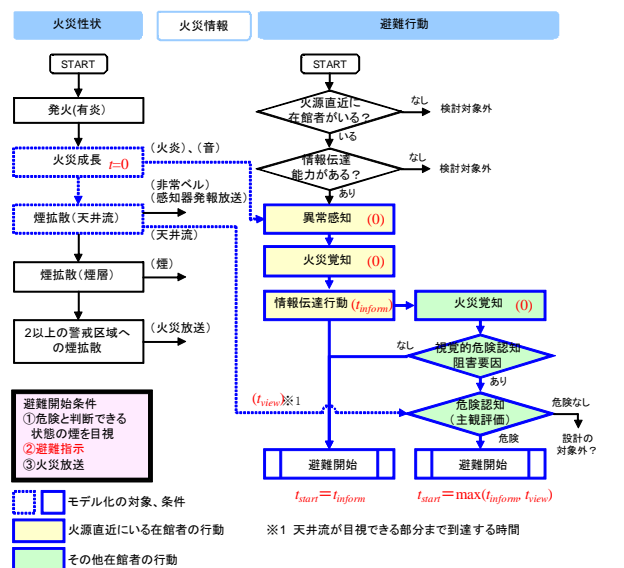 火災性状
火災情報
避難行動
START
START
発火(有炎)
火災成長 t=0
煙拡散(天井流)
煙拡散(煙層)
2以上の警戒区域へ
の煙拡散
(火炎)、(音)
(非常ベル)
(感知器発報放送)
(天井流)
(煙)
(火災放送)
火源直近に
在館者がいる?
なし
検討対象外
いる
情報伝達
能力がある?
なし
検討対象外
あり
異常感知 (0)
火災覚知 (0)
情報伝達行動 (tinform)
火災覚知 (0)
なし
視覚的危険認知
阻害要因
あり
(tview)※1
危険認知
(主観評価)
危険なし
危険
設計の
対象外?
避難開始
避難開始
tstart=tinform
tstart=max(tinform, tview)
避難開始条件
①危険と判断できる
状態の煙を目視
②避難指示
③火災放送
モデル化の対象、条件
火源直近にいる在館者の行動
その他在館者の行動
※1 天井流が目視できる部分まで到達する時間